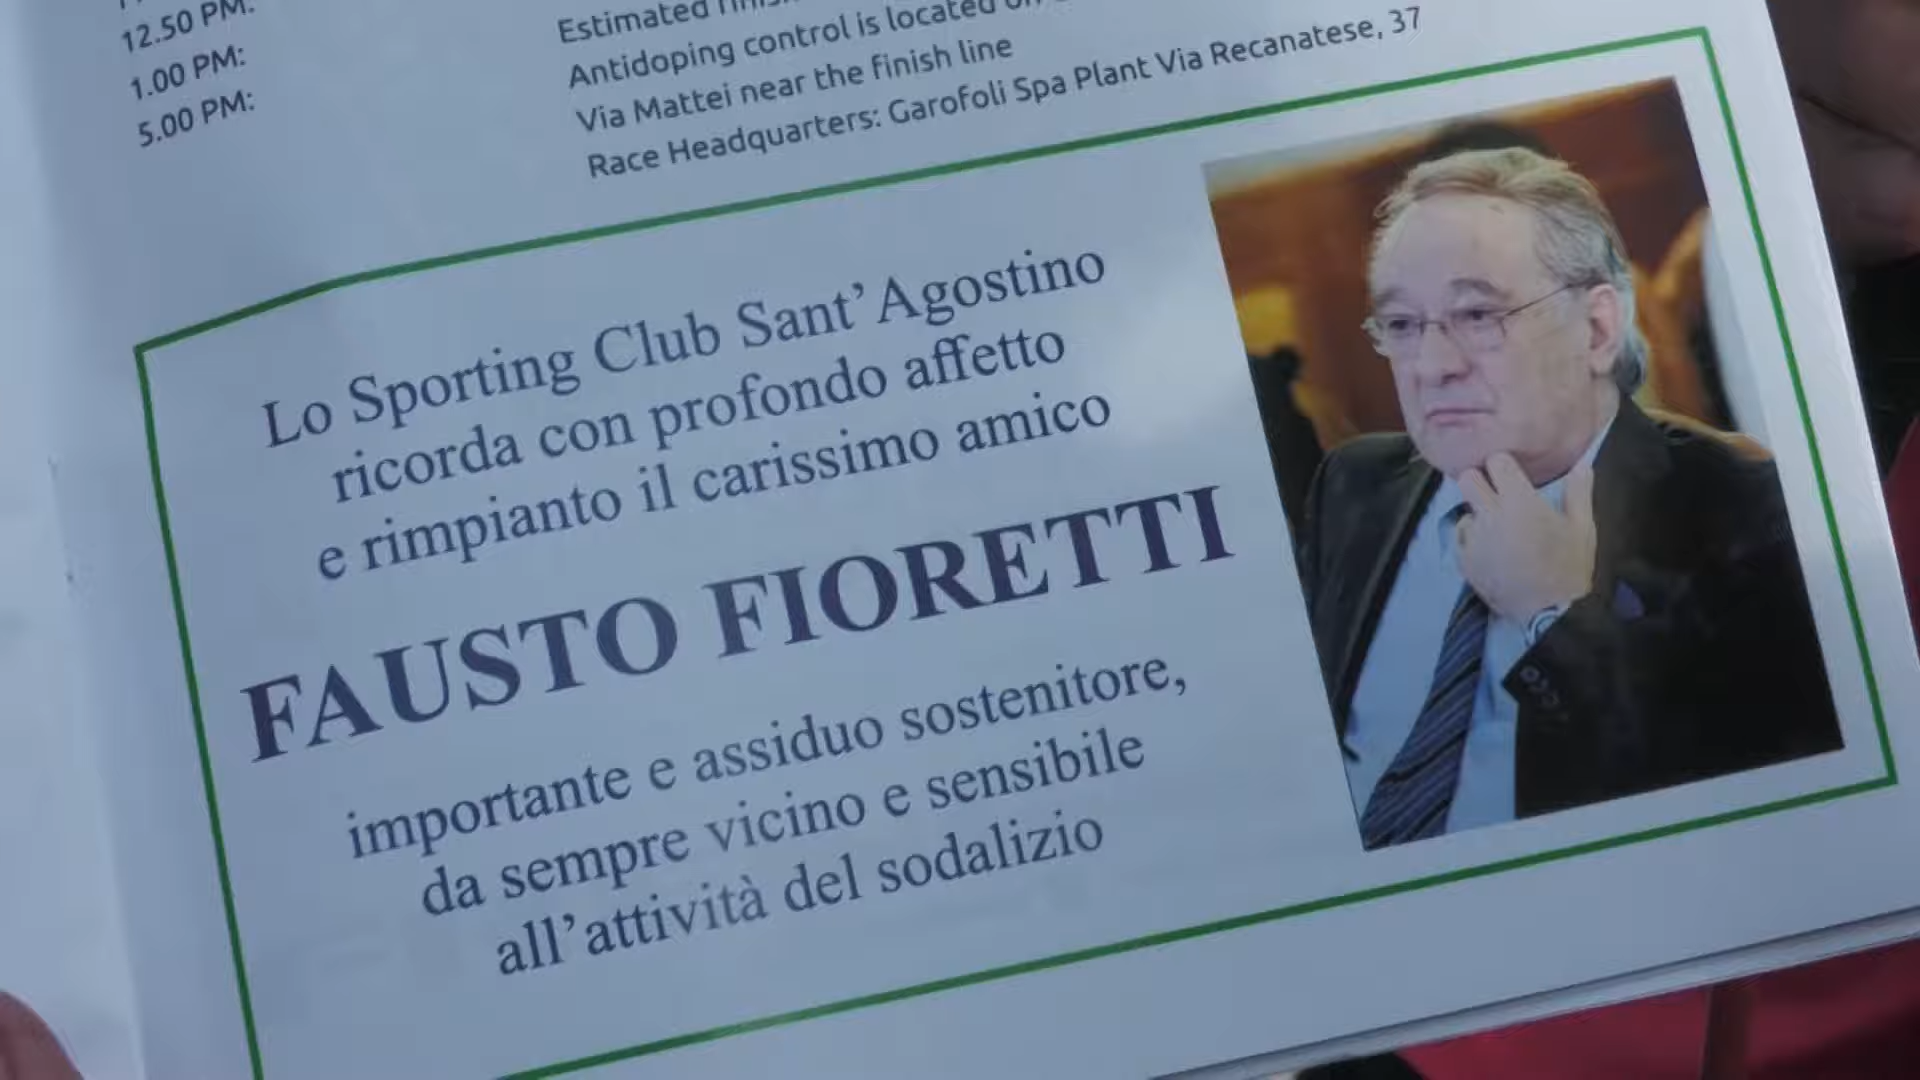 12.50 PM:
1.00 PM:
5.00 PM:
Estimated
Antidoping control is located
Via Mattei near the finish line
Race Headquarters: Garofoli Spa Plant Via Recanatese, 37
Lo Sporting Club Sant'Agostino
ricorda con profondo affetto
e rimpianto il carissimo amico
FAUSTO FIORETTI
importante e assiduo sostenitore,
da sempre vicino e sensibile
all'attività del sodalizio